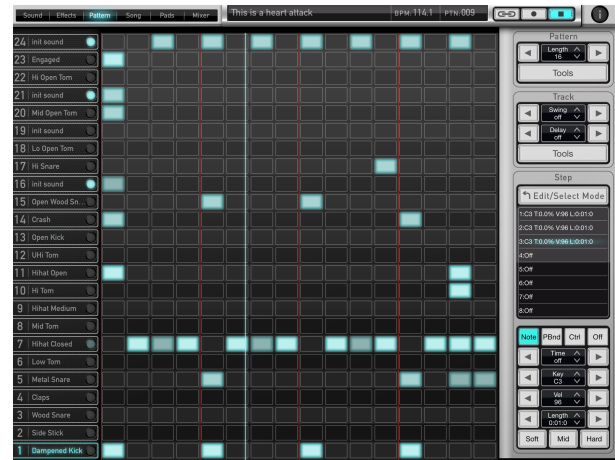 Sound Effects Pattern Song Pads Mixer This is a heart attack BPM: 114.1 PTN: 009
24 init sound
23 Engaged
22 Hi Open Tom
21 init sound
20 Mid Open Tom
19 init sound
18 Lo Open Tom
17 Hi Snare
16 init sound
15 Open Wood Sn...
14 Crash
13 Open Kick
12 UHi Tom
11 Hihat Open
10 Hi Tom
9 Hihat Medium
8 Mid Tom
7 Hihat Closed
6 Low Tom
5 Metal Snare
4 Claps
3 Wood Snare
2 Side Stick
1 Dampened Kick
Pattern
Length
16
Tools
Track
Swing
off
Delay
off
Tools
Step
Edit/Select Mode
1:C3 T:0.0% V:96 L:0:01:0
2:C3 T:0.0% V:96 L:0:01:0
3:C3 T:0.0% V:96 L:0:01:0
4:Off
5:Off
6:Off
7:Off
8:Off
Note PBnd Ctrl Off
Time
off
Key
C3
Vel
96
Length
0:01:0
Soft Mid Hard